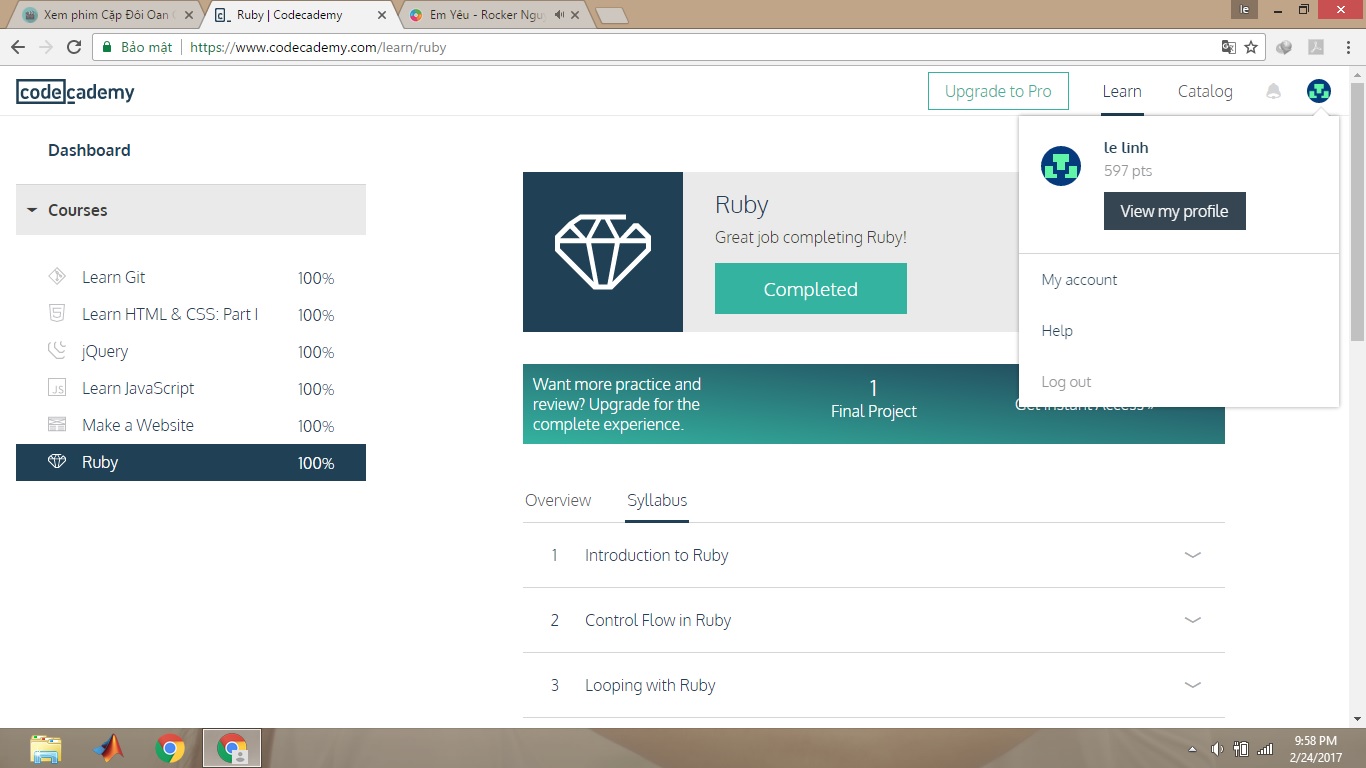 Xem phim Cặp Đôi Oan
Ruby | Codecademy
Em Yêu - Rocker Ngu
le
Bảo mật
https://www.codecademy.com/learn/ruby
codecademy
Upgrade to Pro
Learn
Catalog
Dashboard
Courses
Learn Git 100%
Learn HTML & CSS: Part I 100%
jQuery 100%
JS Learn JavaScript 100%
Make a Website 100%
Ruby 100%
Ruby
Great job completing Ruby!
Completed
le linh
597 pts
View my profile
My account
Help
Log out
Want more practice and
review? Upgrade for the
complete experience.
1
Final Project
Get Instant Access »
Overview
Syllabus
1 Introduction to Ruby
2 Control Flow in Ruby
3 Looping with Ruby
9:58 PM
2/24/2017